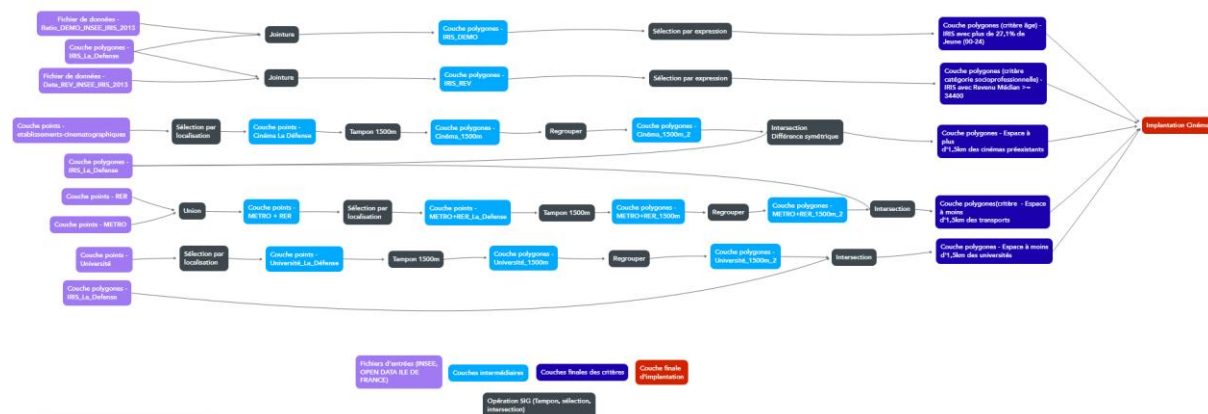 Fichier de données -
Ratio_DEMO_INSEE_IRIS_2013
Jointure
Couche polygones -
IRIS_DEMO
Sélection par expression
Couche polygones (critère âge) -
IRIS avec plus de 27,1% de
Jeune (00-24)
Couche polygones -
IRIS_La_Defense
Fichier de données -
Data_REV_INSEE_IRIS_2013
Jointure
Couche polygones -
IRIS_REV
Sélection par expression
Couche polygones (critère
catégorie socioprofessionnelle) -
IRIS avec Revenu Médian >=
34400
Couche points -
etablissements-cinematographiques
Sélection par
localisation
Couche points -
Cinéma La Défense
Tampon 1500m
Couche polygones -
Cinéma_1500m
Regrouper
Couche polygones -
Cinéma_1500m_2
Intersection
Différence symétrique
Couche polygones - Espace à
plus
d'1,5km des cinémas préexistants
Implantation Cinéma
Couche polygones -
IRIS_La_Defense
Couche points - RER
Couche points - METRO
Union
Couche points -
METRO + RER
Sélection par
localisation
Couche points -
METRO+RER_La_Defense
Tampon 1500m
Couche polygones -
METRO+RER_1500m
Regrouper
Couche polygones -
METRO+RER_1500m_2
Intersection
Couche polygones(critère - Espace
à moins
d'1,5km des transports
Couche points -
Université
Sélection par
localisation
Couche points -
Université_La_Défense
Tampon 1500m
Couche polygones -
Université_1500m
Regrouper
Couche polygones -
Université_1500m_2
Intersection
Couche polygones - Espace à moins
d'1,5km des universités
Couche polygones -
IRIS_La_Defense
Fichiers d'entrées (INSEE,
OPEN DATA ILE DE
FRANCE)
Couches intermédiaires
Couches finales des critères
Couche finale
d'implantation
Opération SIG (Tampon, sélection,
intersection)